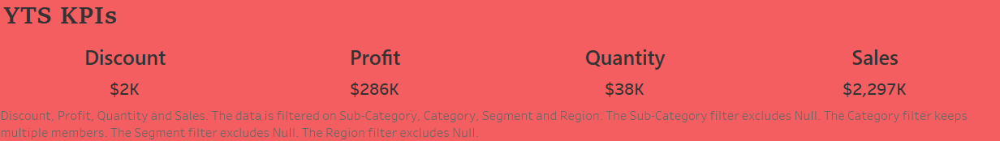 YTS KPIs
Discount Profit Quantity Sales
$2K $286K $38K $2,297K
Discount, Profit, Quantity and Sales. The data is filtered on Sub-Category, Category, Segment and Region. The Sub-Category filter excludes Null. The Category filter keeps
multiple members. The Segment filter excludes Null. The Region filter excludes Null.